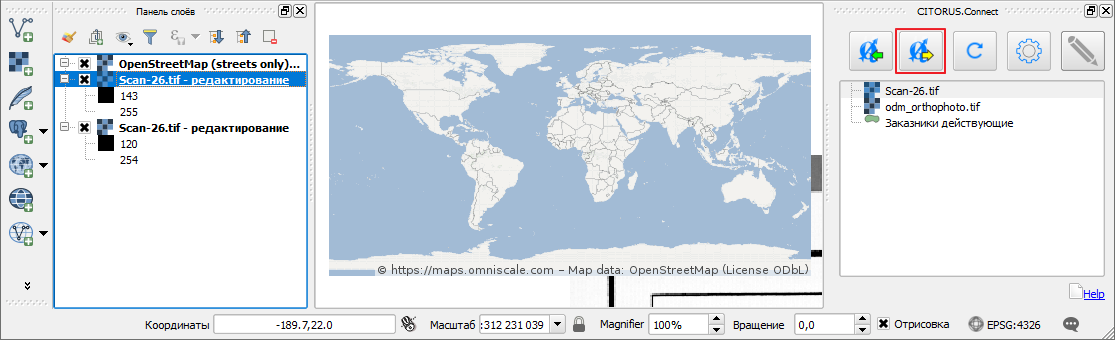 Панель слоёв
CITORUS.Connect
OpenStreetMap (streets only)...
Scan-26.tif - редактирование
143
255
Scan-26.tif - редактирование
120
254
© https://maps.omniscale.com - Map data: OpenStreetMap (License ODbL)
Scan-26.tif
odm_orthophoto.tif
Заказники действующие
Help
Координаты
-189.7,22.0
Масштаб
:312 231 039
Magnifier
100%
Вращение
0,0
Отрисовка
EPSG:4326